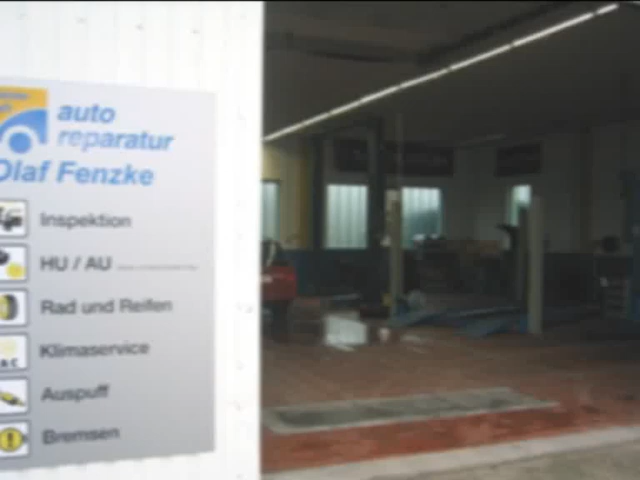 auto
reparatur
Olaf Fenzke
Inspektion
HU / AU
Rad und Reifen
Klimaservice
Auspuff
Bremsen